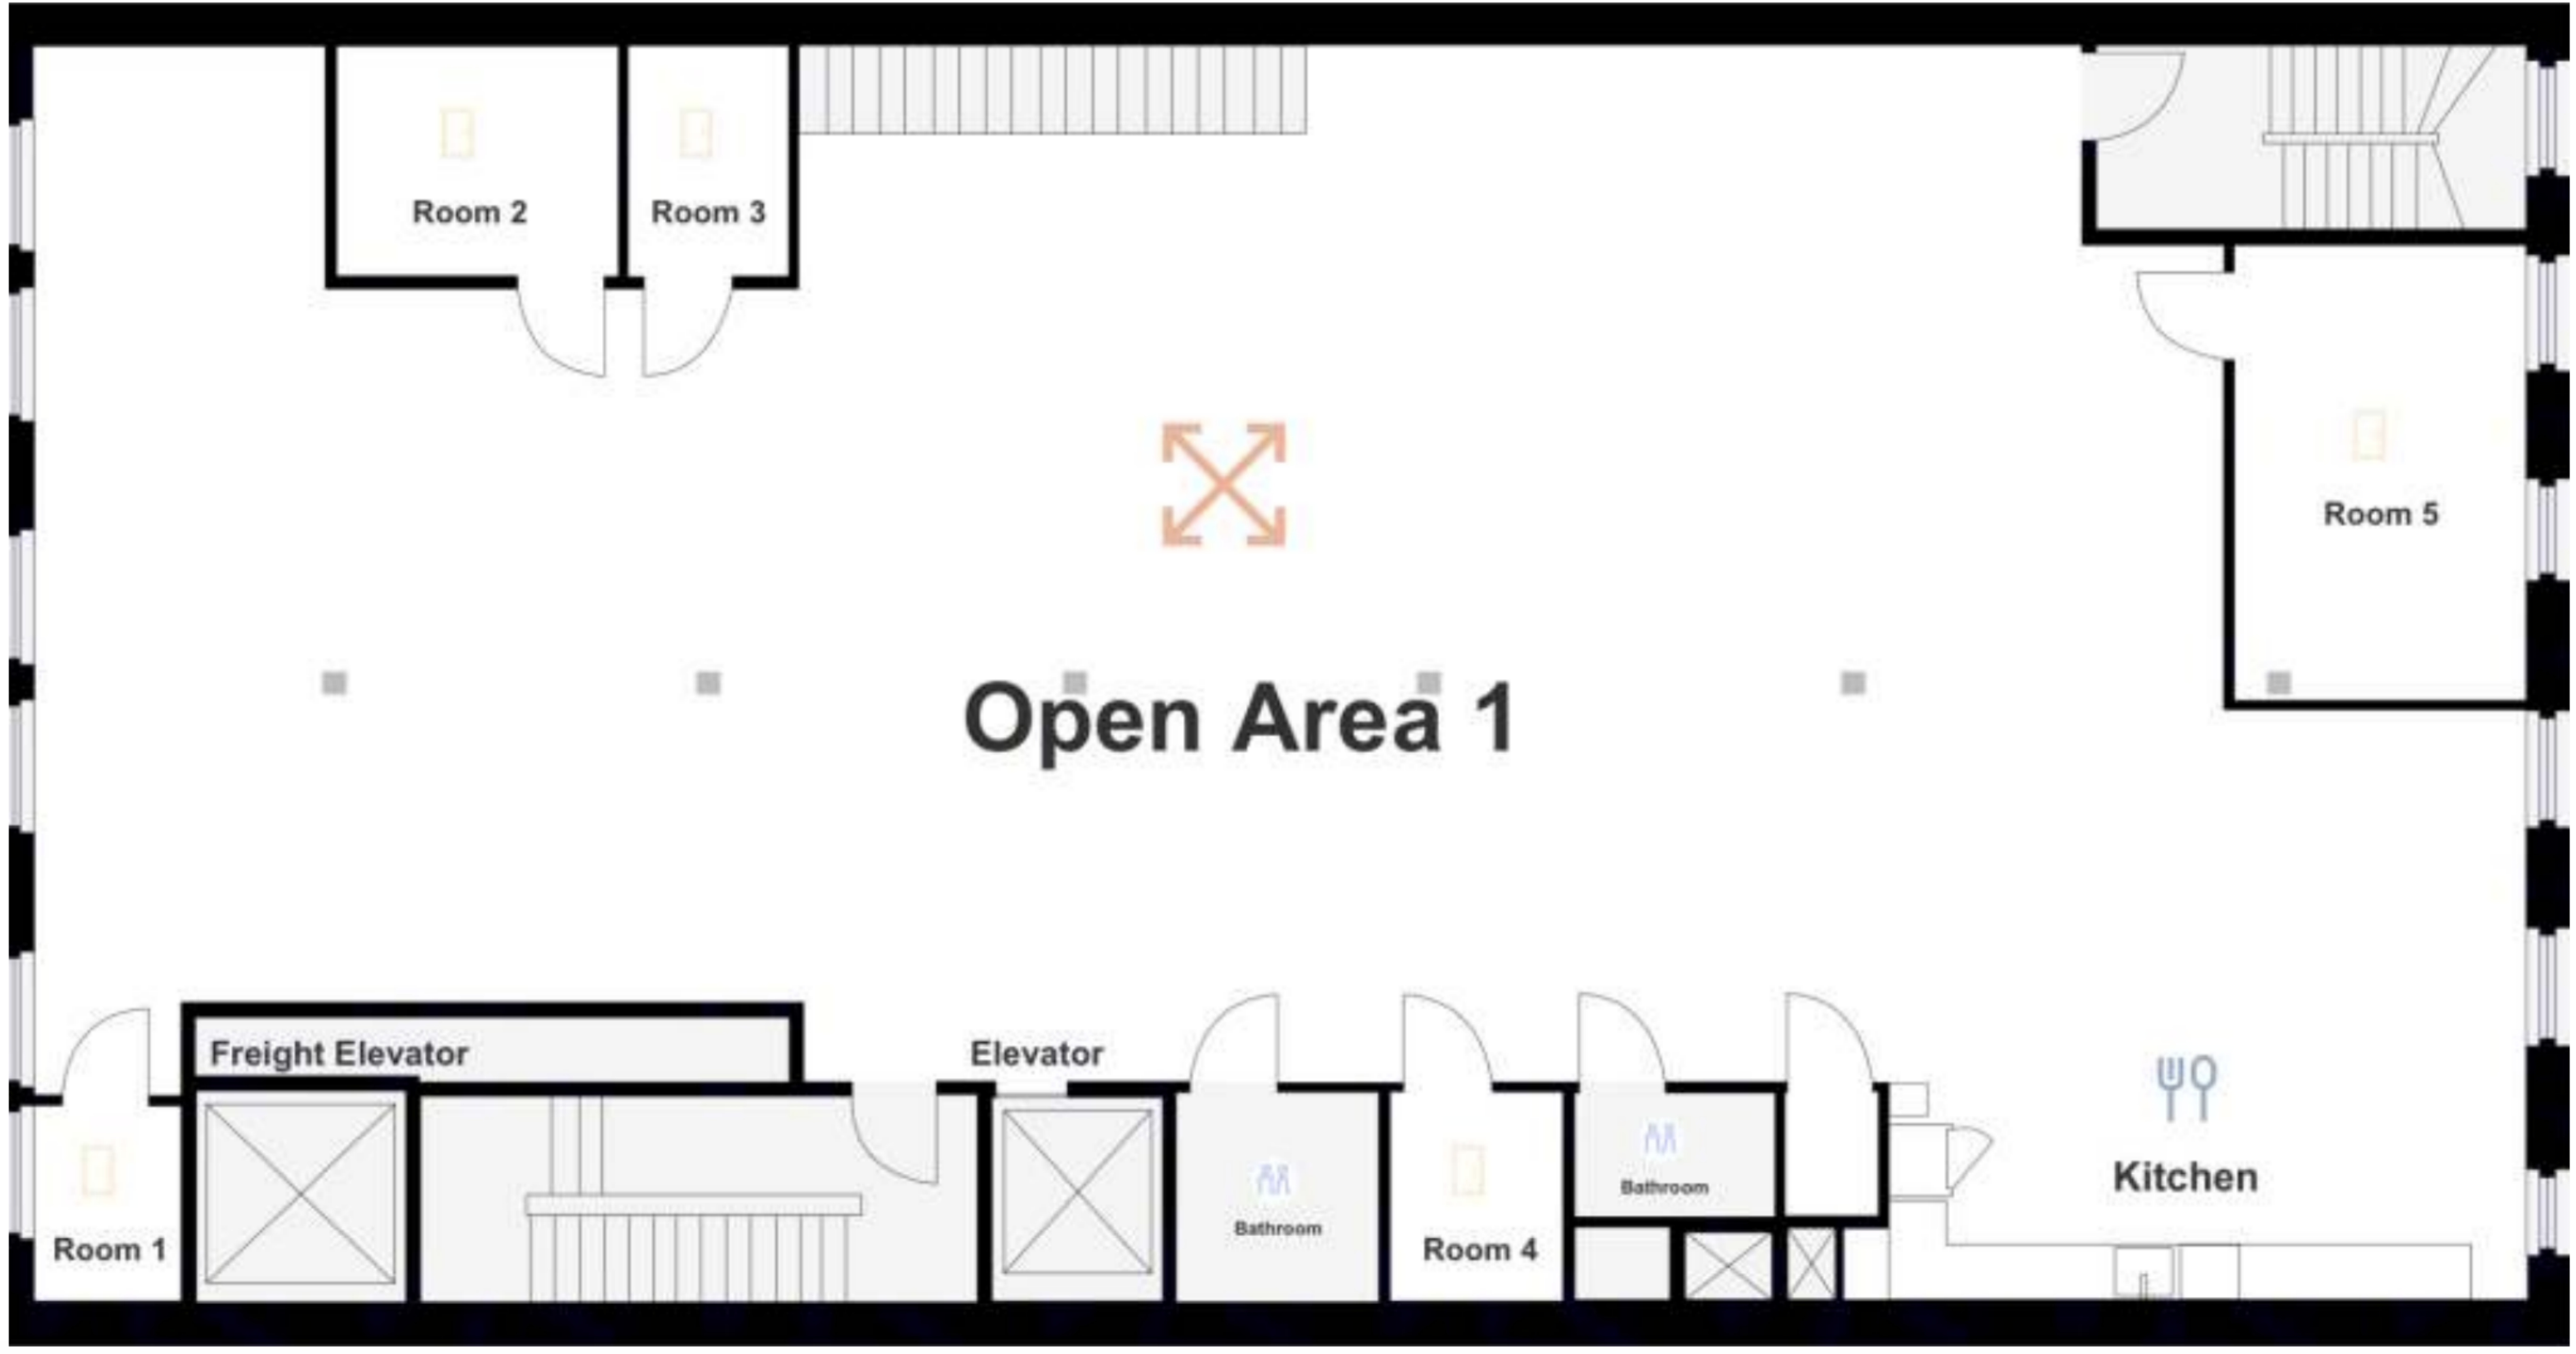 Room 2
Room 3
Room 5
Open Area 1
Freight Elevator
Elevator
Kitchen
Bathroom
Bathroom
Room 1
Room 4